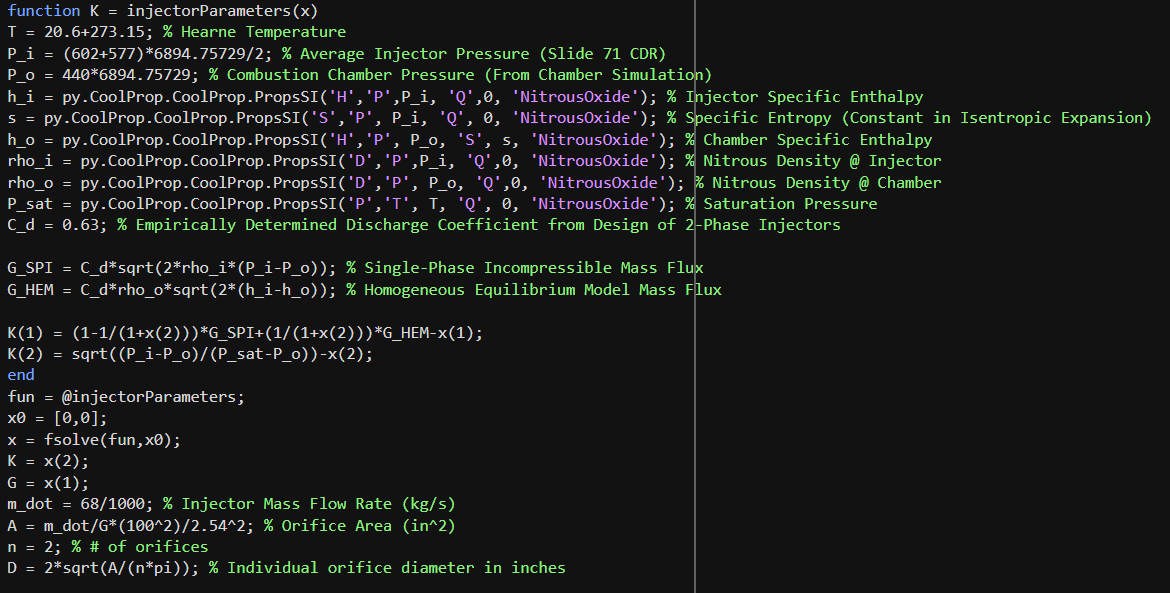 function K = injectorParameters(x)
T = 20.6+273.15; % Hearne Temperature
P_i = (602+577)*6894.75729/2; % Average Injector Pressure (Slide 71 CDR)
P_o = 440*6894.75729; % Combustion Chamber Pressure (From Chamber Simulation)
h_i = py.CoolProp.CoolProp.PropsSI('H','P',P_i, 'Q',0, 'NitrousOxide'); % Injector Specific Enthalpy
s = py.CoolProp.CoolProp.PropsSI('S','P', P_i, 'Q', 0, 'NitrousOxide'); % Specific Entropy (Constant in Isentropic Expansion)
h_o = py.CoolProp.CoolProp.PropsSI('H','P', P_o, 'S', s, 'NitrousOxide'); % Chamber Specific Enthalpy
rho_i = py.CoolProp.CoolProp.PropsSI('D','P',P_i, 'Q',0, 'NitrousOxide'); % Nitrous Density @ Injector
rho_o = py.CoolProp.CoolProp.PropsSI('D','P', P_o, 'Q',0, 'NitrousOxide'); % Nitrous Density @ Chamber
P_sat = py.CoolProp.CoolProp.PropsSI('P','T', T, 'Q', 0, 'NitrousOxide'); % Saturation Pressure
C_d = 0.63; % Empirically Determined Discharge Coefficient from Design of 2-Phase Injectors
G_SPI = C_d*sqrt(2*rho_i*(P_i-P_o)); % Single-Phase Incompressible Mass Flux
G_HEM = C_d*rho_o*sqrt(2*(h_i-h_o)); % Homogeneous Equilibrium Model Mass Flux
K(1) = (1-1/(1+x(2)))*G_SPI+(1/(1+x(2)))*G_HEM-x(1);
K(2) = sqrt((P_i-P_o)/(P_sat-P_o))-x(2);
end
fun = @injectorParameters;
x0 = [0,0];
x = fsolve(fun,x0);
K = x(2);
G = x(1);
m_dot = 68/1000; % Injector Mass Flow Rate (kg/s)
A = m_dot/G*(100^2)/2.54^2; % Orifice Area (in^2)
n = 2; % # of orifices
D = 2*sqrt(A/(n*pi)); % Individual orifice diameter in inches